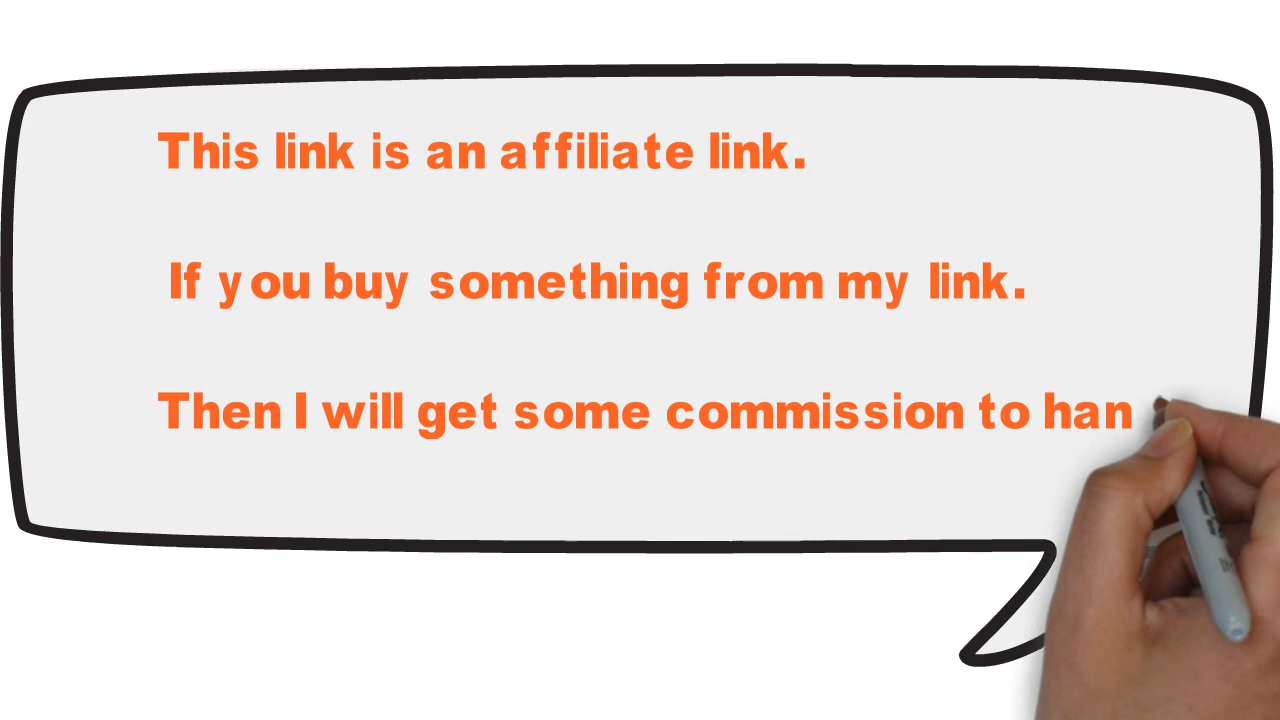 This link is an affiliate link.
If you buy something from my link.
Then I will get some commission to han